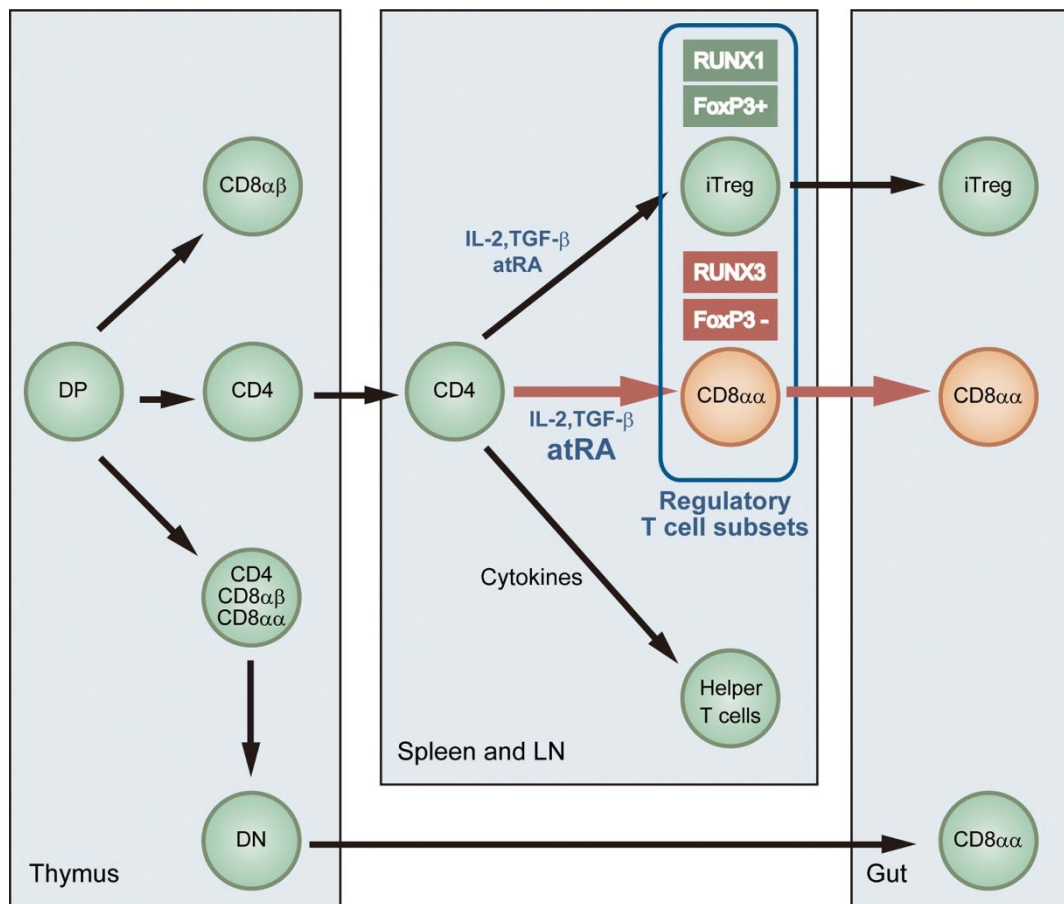 DP
CD8αβ
CD4
CD4
CD8αβ
CD8αα
DN
Thymus
CD4
IL-2,TGF-β
atRA
IL-2,TGF-β
atRA
Cytokines
RUNX1
FoxP3+
iTreg
RUNX3
FoxP3 -
CD8αα
Regulatory
T cell subsets
Helper
T cells
Spleen and LN
iTreg
CD8αα
CD8αα
Gut